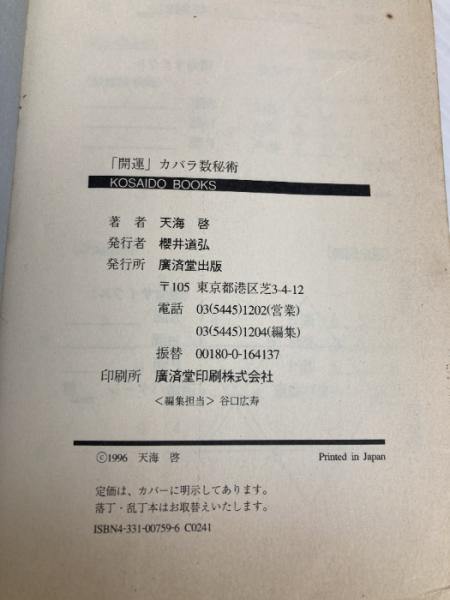 「開運」カバラ数秘術
KOSAIDO BOOKS
著 者 天海 啓
発行者 櫻井道弘
発行所 廣済堂出版
〒105 東京都港区芝3-4-12
電話 03(5445)1202(営業)
03(5445)1204(編集)
振替 00180-0-164137
印刷所 廣済堂印刷株式会社
<編集担当> 谷口広寿
©1996 天海 啓 Printed in Japan
定価は、カバーに明示してあります。
落丁・乱丁本はお取替えいたします。
ISBN4-331-00759-6 C0241